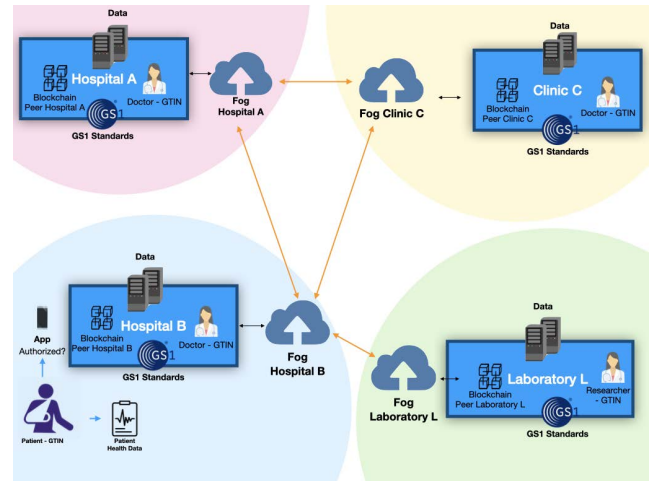 Data
Hospital A
Blockchain
Peer Hospital A
Doctor - GTIN
GS1
GS1 Standards
Fog
Hospital A
Fog Clinic C
Data
Clinic C
Blockchain
Peer Clinic C
Doctor - GTIN
GS1
GS1 Standards
Data
Hospital B
Blockchain
Peer Hospital B
Doctor - GTIN
GS1
GS1 Standards
App
Authorized?
Patient - GTIN
Patient
Health Data
Fog
Hospital B
Fog
Laboratory L
Data
Laboratory L
Blockchain
Peer Laboratory L
Researcher
- GTIN
GS1
GS1 Standards